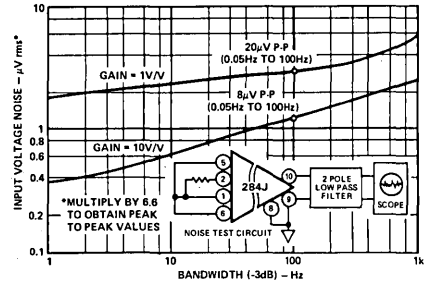 10
20μV P-P
(0.05Hz TO 100Hz)
GAIN = 1V/V
8μV P-P
(0.05Hz TO 100Hz)
INPUT VOLTAGE NOISE – μV rms*
1
0.8
0.6
0.4
0.2
0.1
GAIN = 10V/V
5
2
1
6
284J
10
9
8
2 POLE
LOW PASS
FILTER
SCOPE
*MULTIPLY BY 6.6
TO OBTAIN PEAK
TO PEAK VALUES
NOISE TEST CIRCUIT
1
10
100
1k
BANDWIDTH (-3dB) – Hz